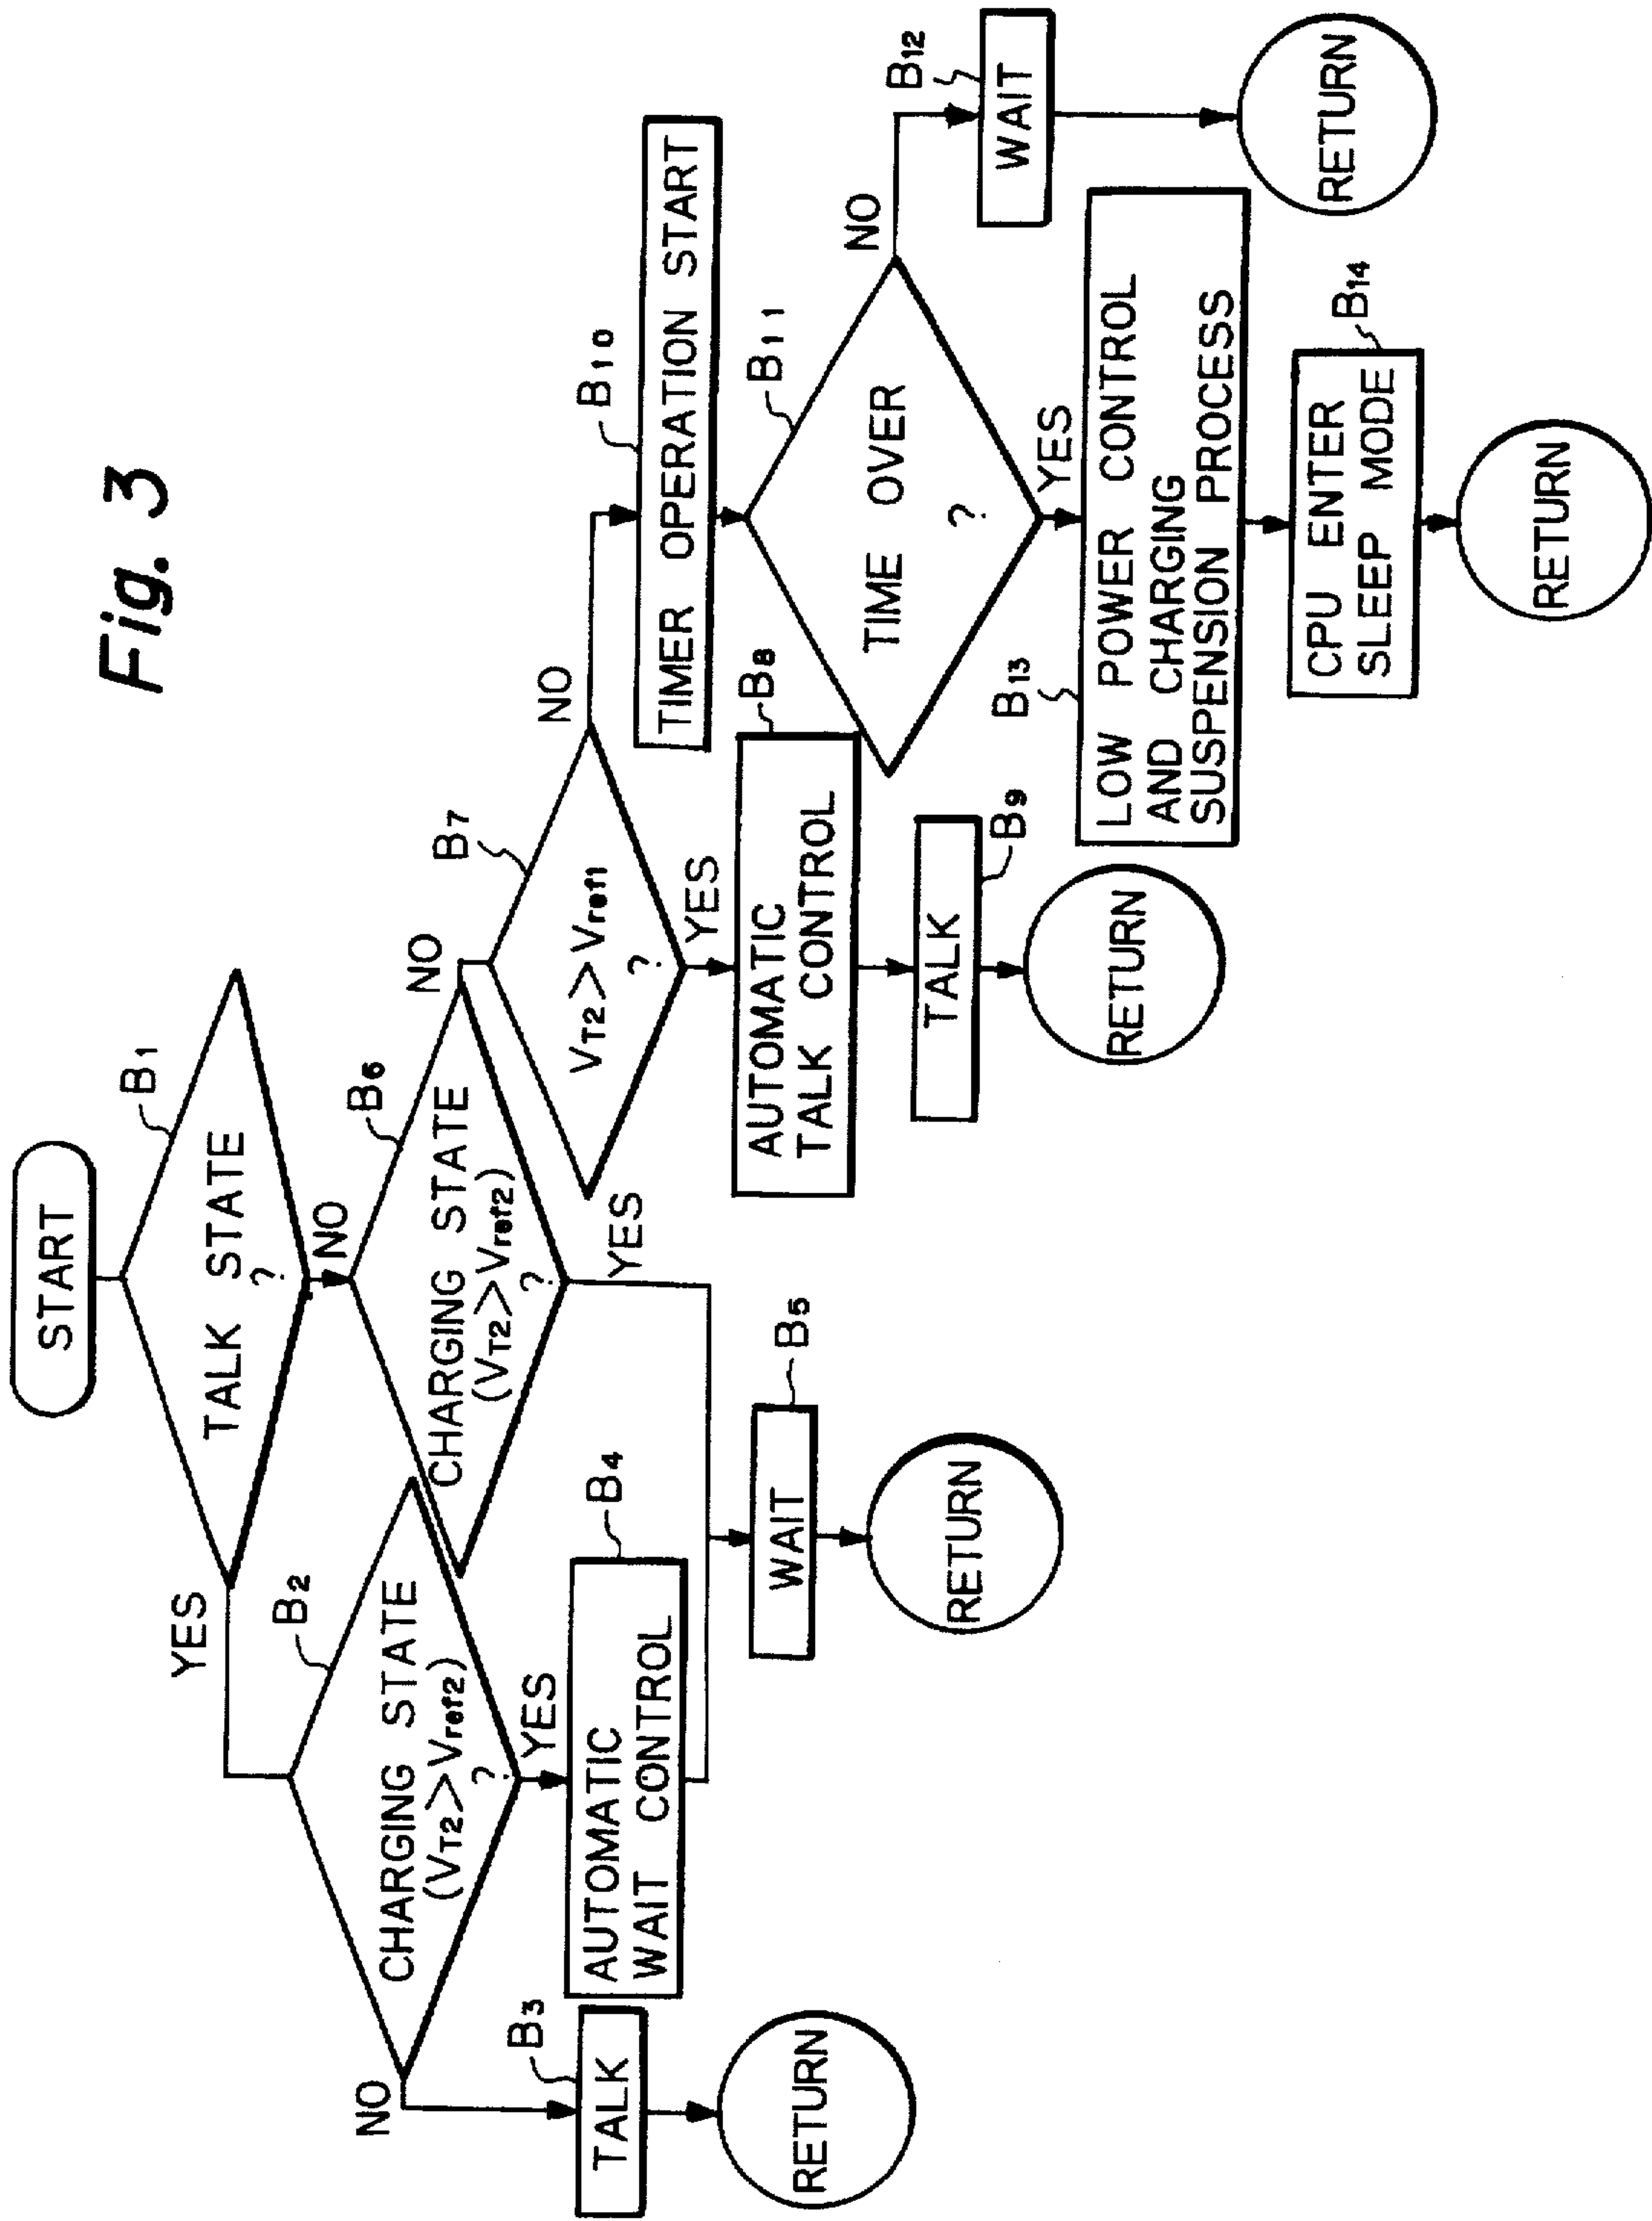 Fig. 3
START
B1
TALK STATE
?
YES
NO
B2
CHARGING STATE
(VT2>Vref2)
?
NO
YES
B3
TALK
RETURN
B4
AUTOMATIC
WAIT CONTROL
B5
WAIT
RETURN
B6
CHARGING STATE
(VT2>Vref2)
?
YES
NO
B7
VT2>Vref1
?
YES
NO
B8
AUTOMATIC
TALK CONTROL
B9
TALK
RETURN
B10
TIMER OPERATION START
B11
TIME OVER
?
NO
YES
B12
WAIT
RETURN
B13
LOW POWER CONTROL
AND CHARGING
SUSPENSION PROCESS
B14
CPU ENTER
SLEEP MODE
RETURN